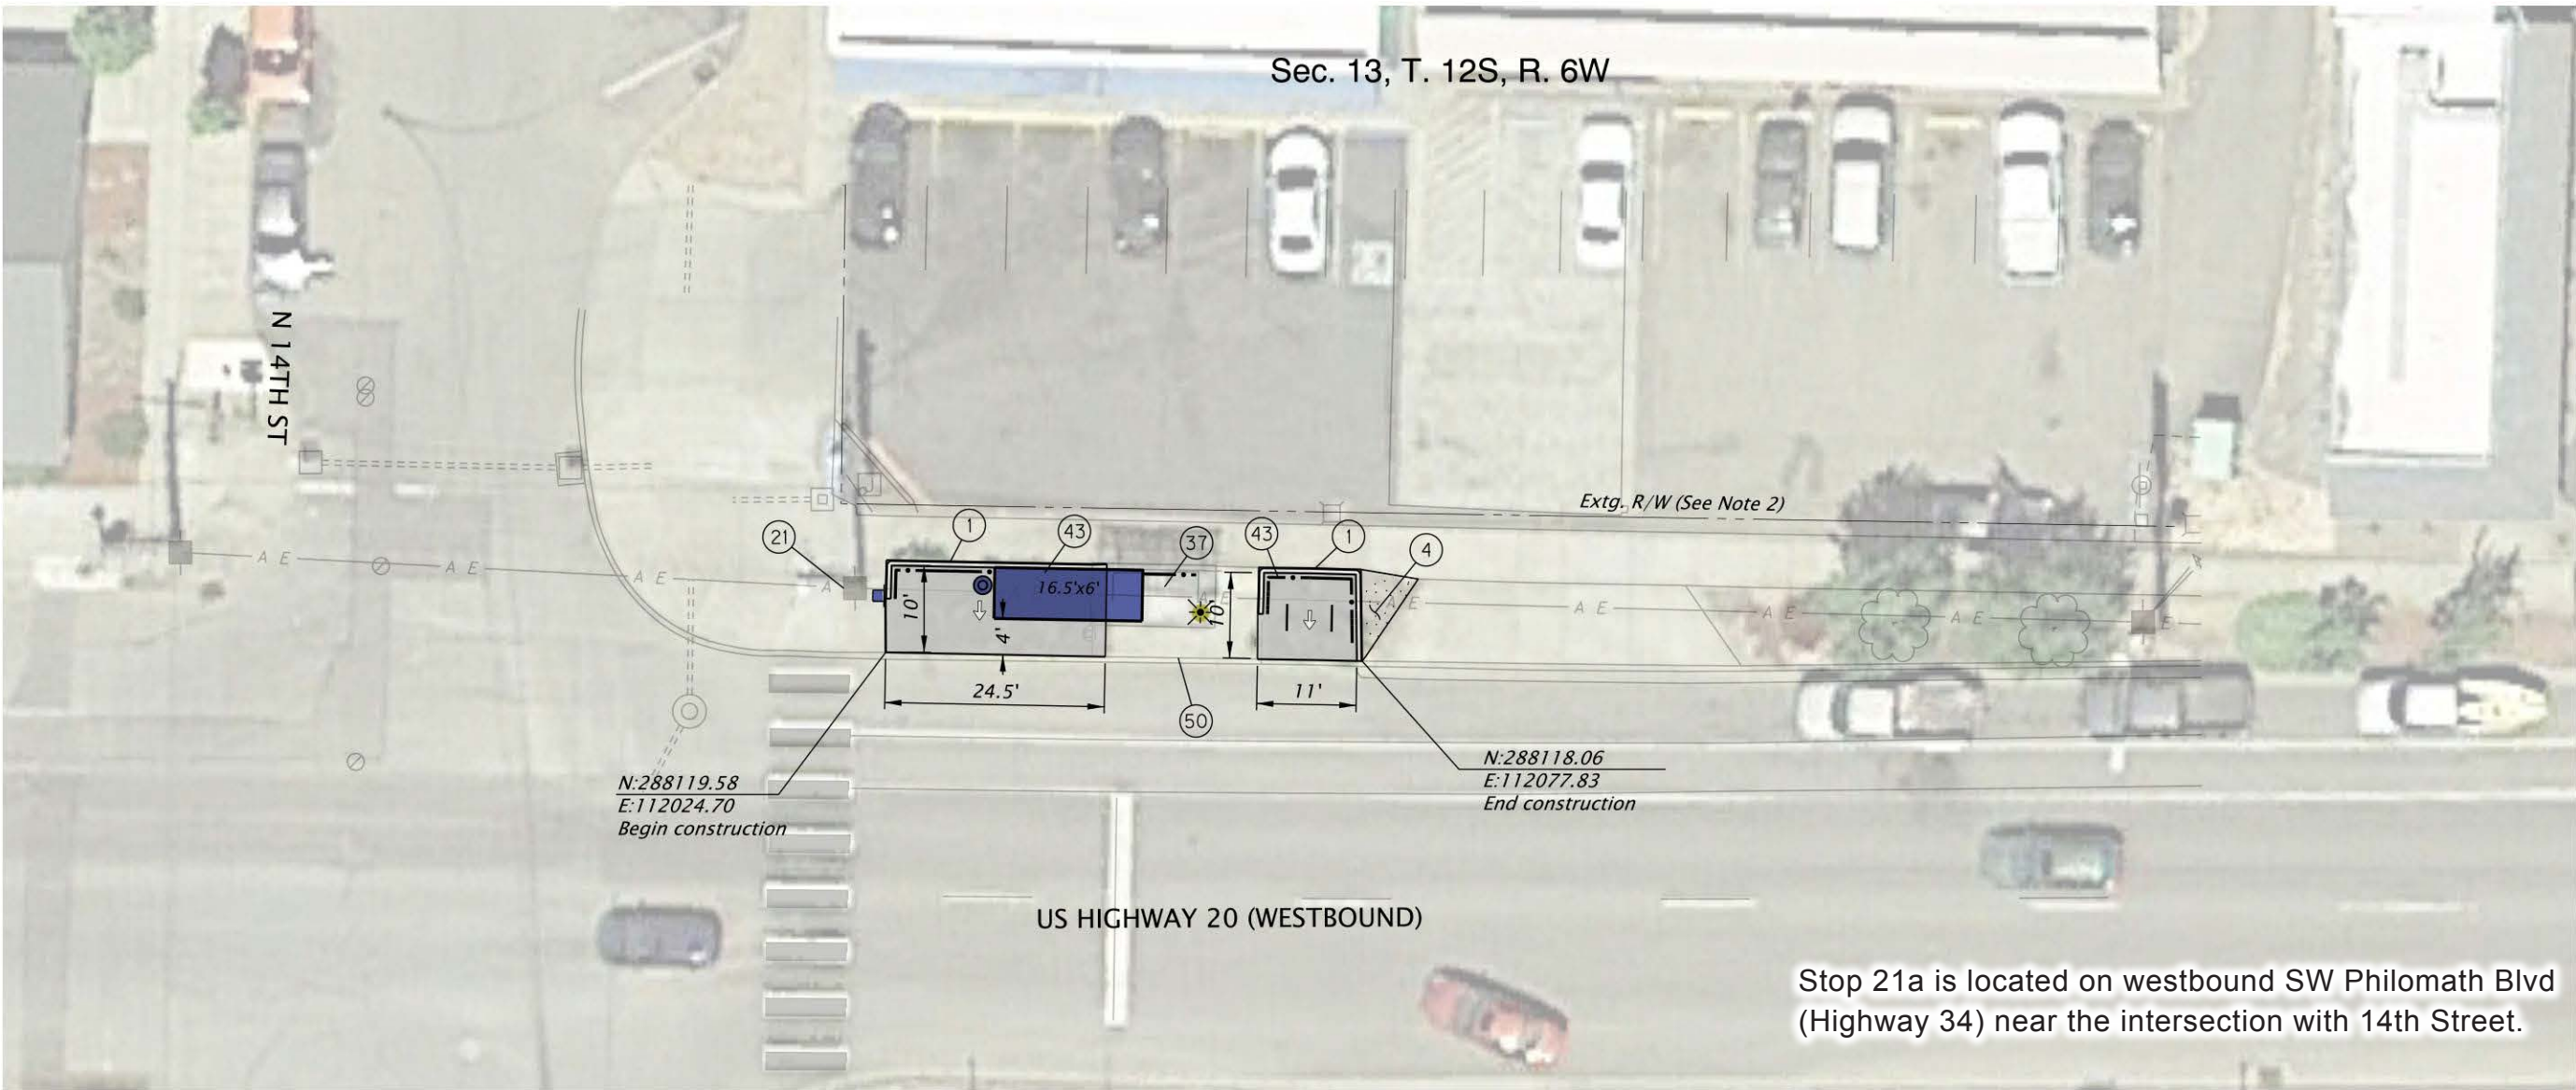 Sec. 13, T. 12S, R. 6W
N 14TH ST
Extg. R/W (See Note 2)
21
1
43
37
43
1
4
A E
A E
A E
A
A E
A E
A E
A E
A E
E
16.5'x6'
10'
4'
10'
24.5'
11'
50
N:288119.58
E:112024.70
Begin construction
N:288118.06
E:112077.83
End construction
US HIGHWAY 20 (WESTBOUND)
Stop 21a is located on westbound SW Philomath Blvd
(Highway 34) near the intersection with 14th Street.